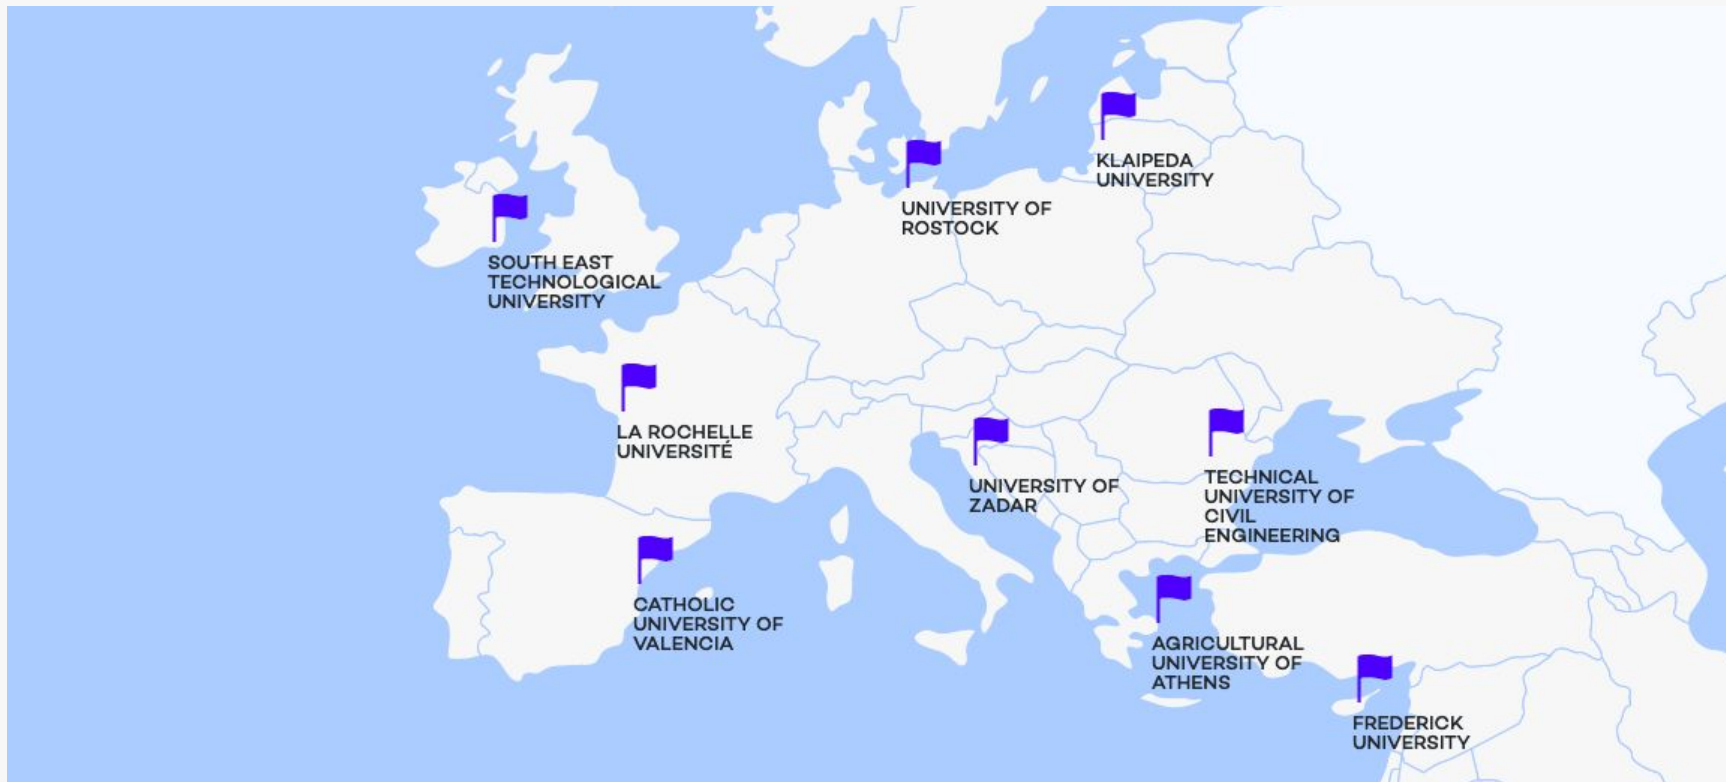 KLAIPEDA
UNIVERSITY
UNIVERSITY OF
ROSTOCK
SOUTH EAST
TECHNOLOGICAL
UNIVERSITY
LA ROCHELLE
UNIVERSITÉ
UNIVERSITY OF
ZADAR
TECHNICAL
UNIVERSITY OF
CIVIL
ENGINEERING
CATHOLIC
UNIVERSITY OF
VALENCIA
AGRICULTURAL
UNIVERSITY OF
ATHENS
FREDERICK
UNIVERSITY